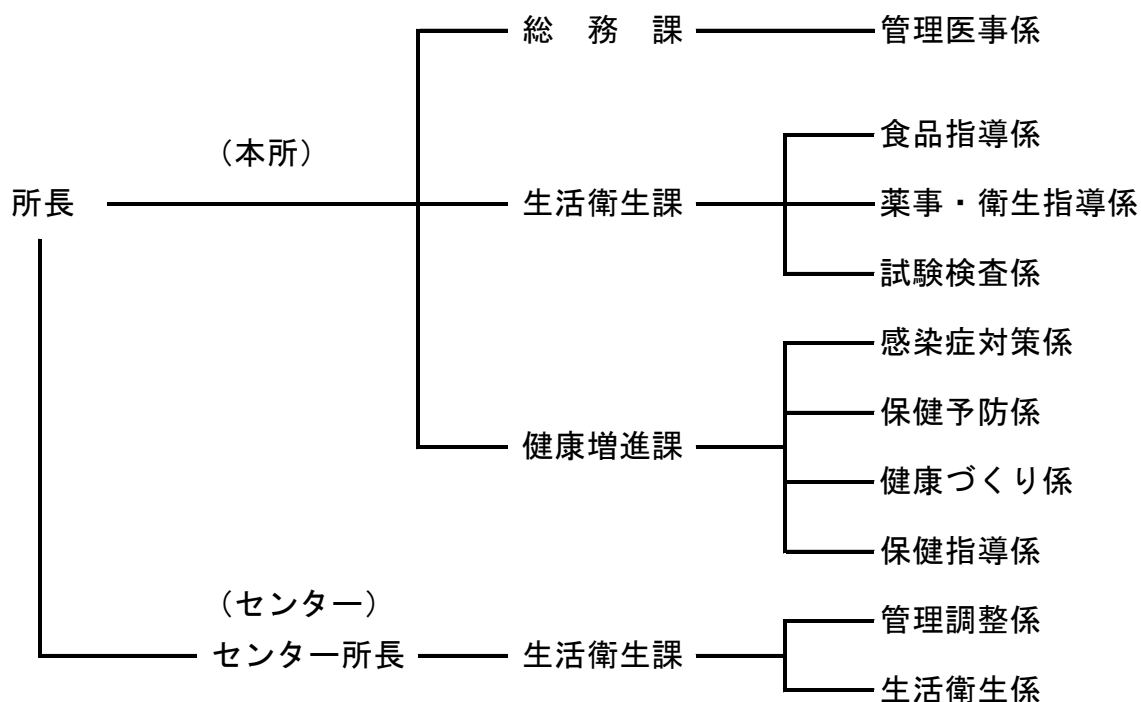 総　務　課
管理医事係
食品指導係
（本所）
所長
生活衛生課
薬事・衛生指導係
試験検査係
感染症対策係
保健予防係
健康増進課
健康づくり係
保健指導係
（センター）
管理調整係
センター所長
生活衛生課
生活衛生係